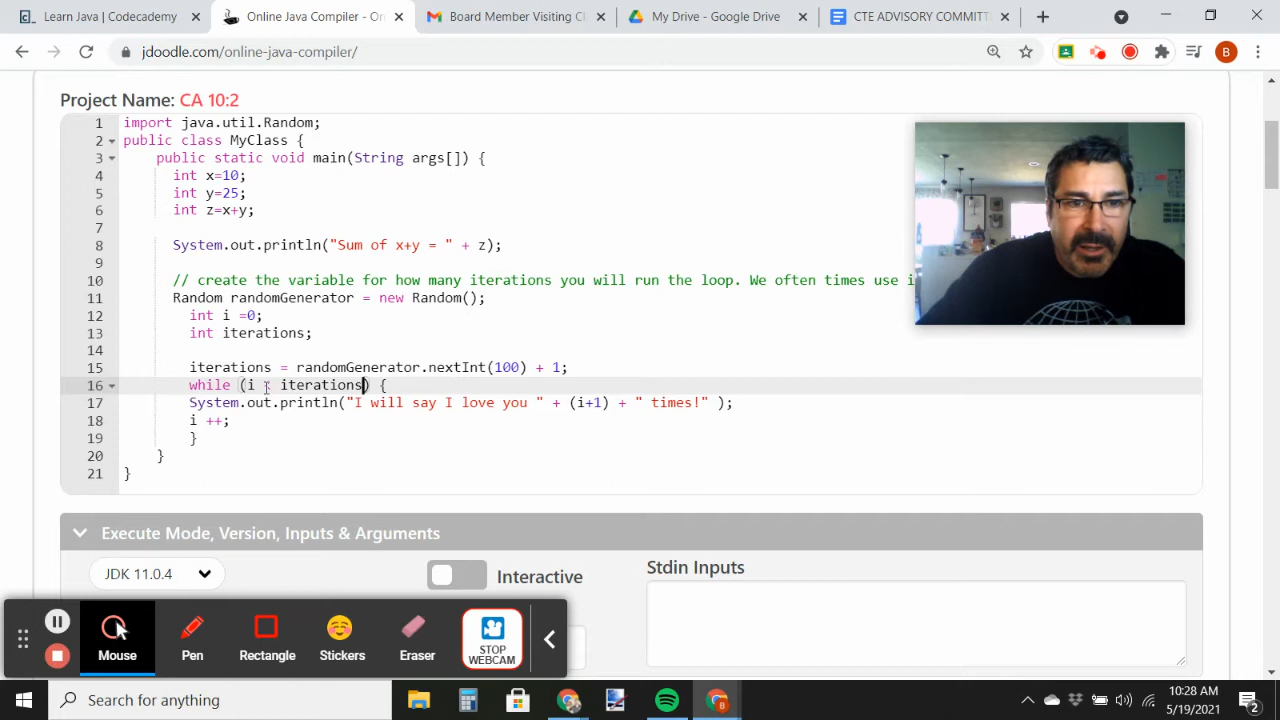 Learn Java | Codecademy
Online Java Compiler - On
Board Member Visiting Cl
My Drive - Google Drive
CTE ADVISORY COMMITT
jdoodle.com/online-java-compiler/
B
Project Name: CA 10:2
1 import java.util.Random;
2 public class MyClass {
3 public static void main(String args[]) {
4 int x=10;
5 int y=25;
6 int z=x+y;
7
8 System.out.println("Sum of x+y = " + z);
9
10 // create the variable for how many iterations you will run the loop. We often times use i
11 Random randomGenerator = new Random();
12 int i =0;
13 int iterations;
14
15 iterations = randomGenerator.nextInt(100) + 1;
16 while (i iterations) {
17 System.out.println("I will say I love you " + (i+1) + " times!" );
18 i ++;
19 }
20 }
21 }
Execute Mode, Version, Inputs & Arguments
JDK 11.0.4
Interactive
Stdin Inputs
Mouse
Pen
Rectangle
Stickers
Eraser
STOP
WEBCAM
Search for anything
B
10:28 AM
5/19/2021
2